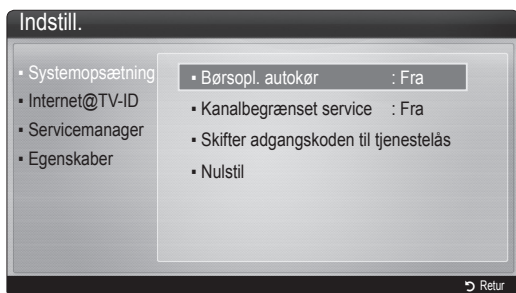 Indstill.
▪ Systemopsætning
▪ Internet@TV-ID
▪ Servicemanager
▪ Egenskaber
▪ Børsopl. autokør : Fra
▪ Kanalbegrænset service : Fra
▪ Skifter adgangskoden til tjenestelås
▪ Nulstil
Retur